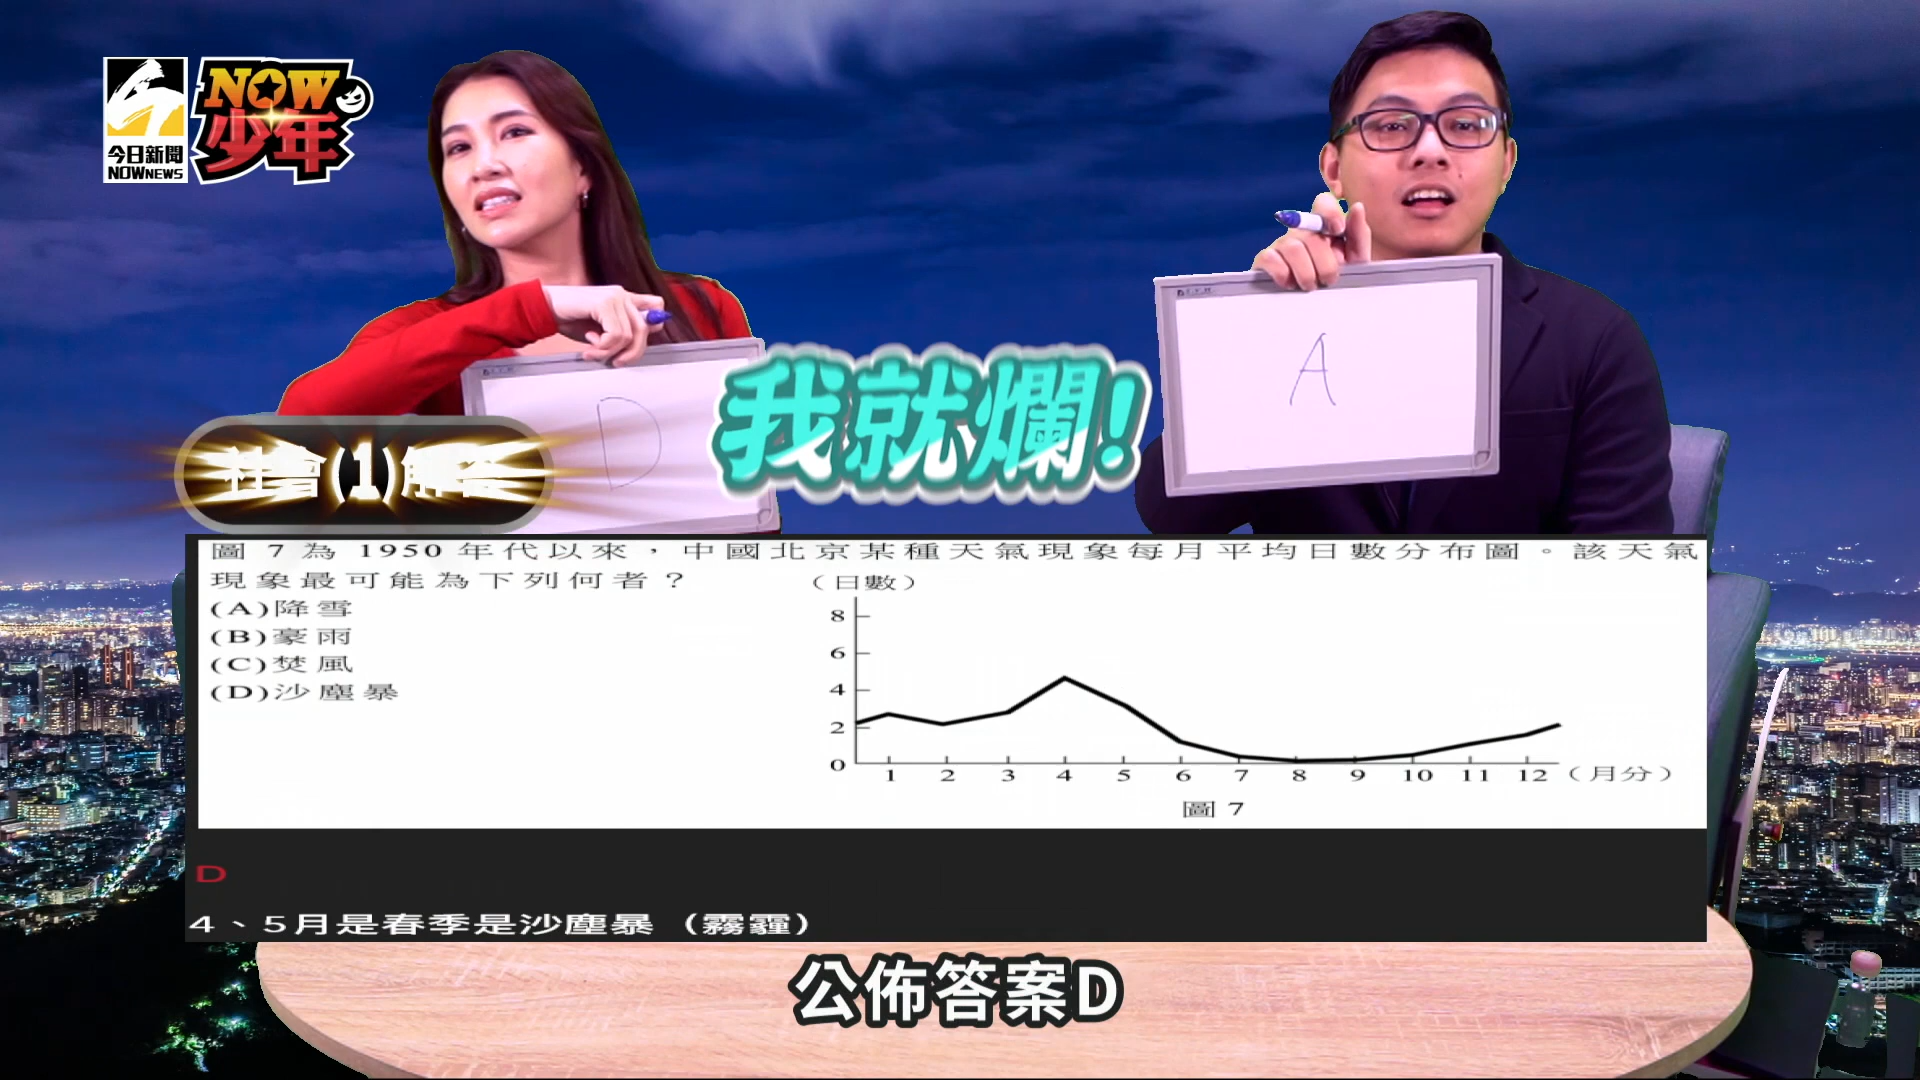 今日新聞
NOWNEWS
NOW
少年
D
A
我就爛!
社會(1)解答
圖7為1950年代以來，中國北京某種天氣現象每月平均日數分布圖。該天氣
現象最可能為下列何者？
(A)降雪
(B)豪雨
(C)焚風
(D)沙塵暴
（日數）
8
6
4
2
0
1 2 3 4 5 6 7 8 9 10 11 12（月分）
圖 7
D
4、5月是春季是沙塵暴（霧霾）
公佈答案D